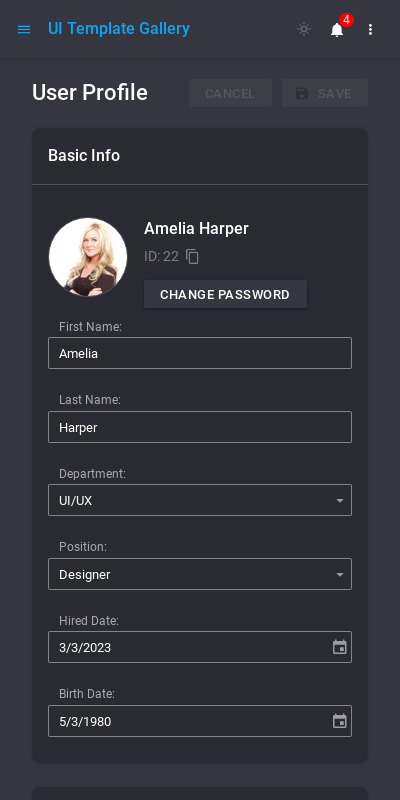 UI Template Gallery
4
User Profile
CANCEL
SAVE
Basic Info
Amelia Harper
ID: 22
CHANGE PASSWORD
First Name:
Amelia
Last Name:
Harper
Department:
UI/UX
Position:
Designer
Hired Date:
3/3/2023
Birth Date:
5/3/1980